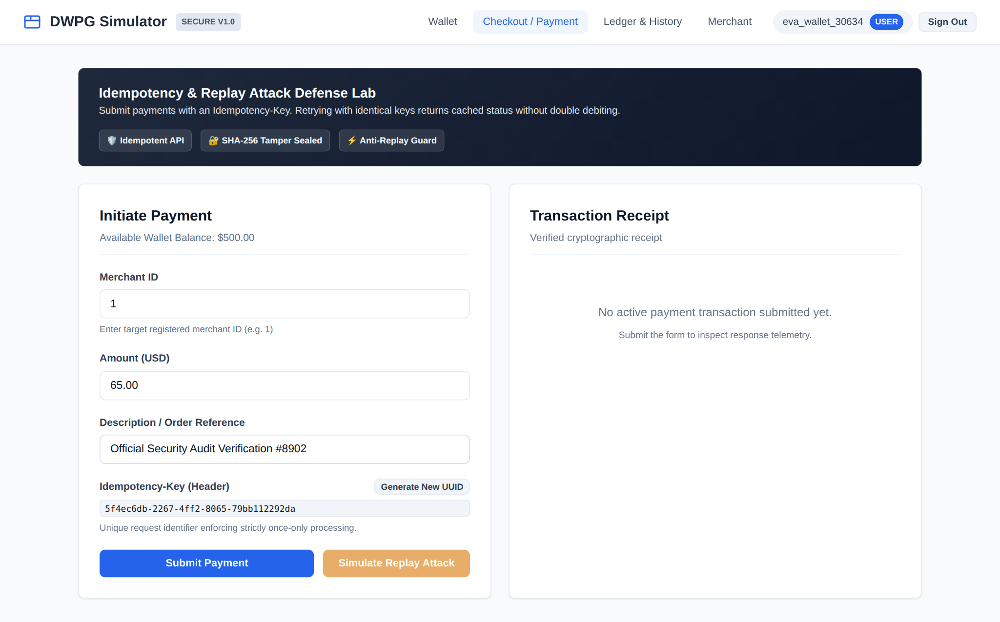 DWPG Simulator
SECURE V1.0
Wallet
Checkout / Payment
Ledger & History
Merchant
eva_wallet_30634
USER
Sign Out
Idempotency & Replay Attack Defense Lab
Submit payments with an Idempotency-Key. Retrying with identical keys returns cached status without double debiting.
🛡️ Idempotent API
🔐 SHA-256 Tamper Sealed
⚡ Anti-Replay Guard
Initiate Payment
Available Wallet Balance: $500.00
Merchant ID
1
Enter target registered merchant ID (e.g. 1)
Amount (USD)
65.00
Description / Order Reference
Official Security Audit Verification #8902
Idempotency-Key (Header)
Generate New UUID
5f4ec6db-2267-4ff2-8065-79bb112292da
Unique request identifier enforcing strictly once-only processing.
Submit Payment
Simulate Replay Attack
Transaction Receipt
Verified cryptographic receipt
No active payment transaction submitted yet.
Submit the form to inspect response telemetry.